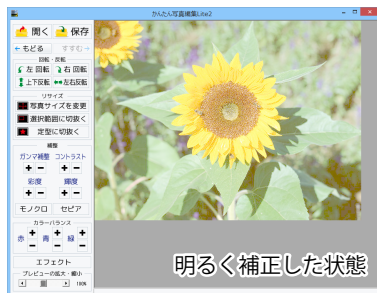 かんたん写真編集Lite2
開く 保存
←もどる すすむ→
回転・反転
左 回転 右 回転
上下反転 左右反転
リサイズ
写真サイズを変更
選択範囲に切抜く
定型に切抜く
補整
ガンマ補整 コントラスト
+ − + −
彩度 輝度
+ − + −
モノクロ セピア
カラーバランス
赤 + − 青 + − 緑 + −
エフェクト
プレビューの拡大・縮小
100%
明るく補正した状態